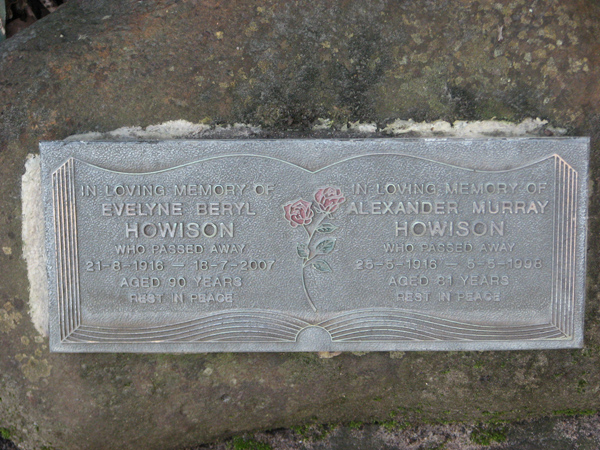 IN LOVING MEMORY OF
EVELYNE BERYL
HOWISON
WHO PASSED AWAY
21-8-1916 — 18-7-2007
AGED 90 YEARS
REST IN PEACE
IN LOVING MEMORY OF
ALEXANDER MURRAY
HOWISON
WHO PASSED AWAY
AGED 81 YEARS
REST IN PEACE